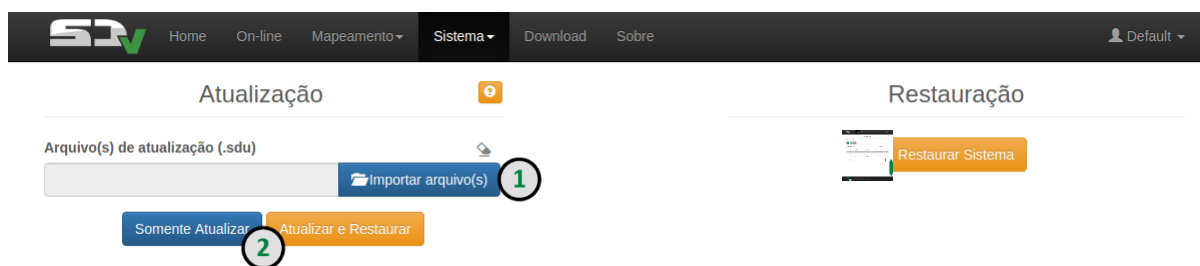 SDV Home On-line Mapeamento Sistema Download Sobre Default
Atualização ?
Restauração
Arquivo(s) de atualização (.sdu)
Importar arquivo(s) 1
Restaurar Sistema
Somente Atualizar 2 Atualizar e Restaurar